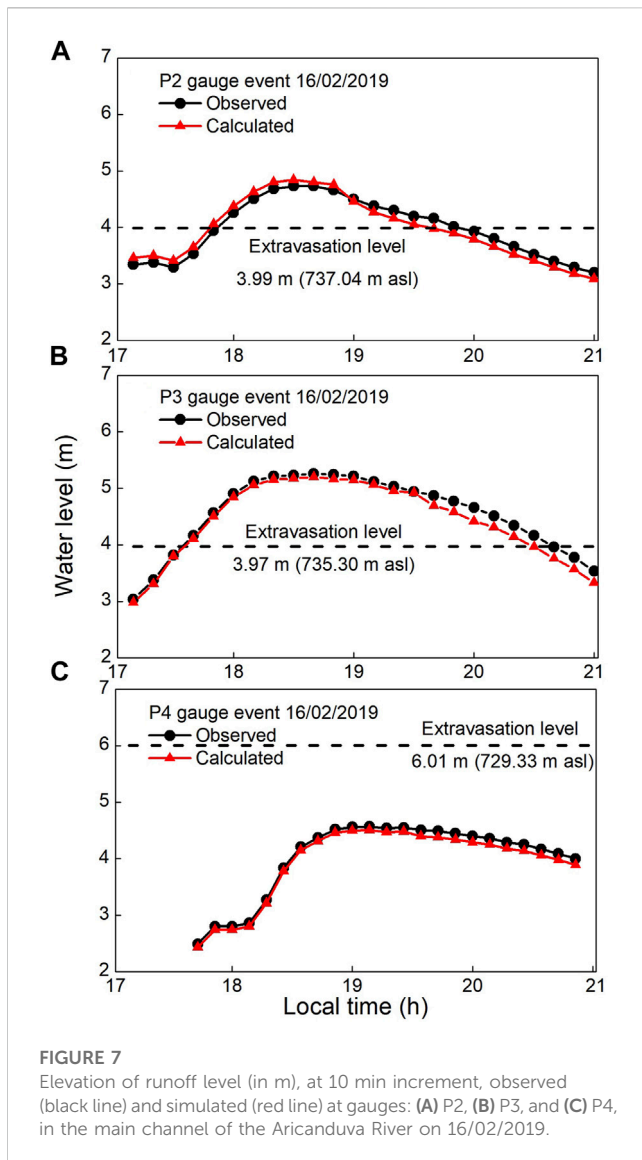 A
7
P2 gauge event 16/02/2019
Observed
Calculated
6
5
4
Extravasation level
3.99 m (737.04 m asl)
3
2
17 18 19 20 21
B
7
P3 gauge event 16/02/2019
Observed
Calculated
6
5
4
Extravasation level
3.97 m (735.30 m asl)
3
2
17 18 19 20 21
Water level (m)
C
7
P4 gauge event 16/02/2019
Observed
Calculated
Extravasation level
6
6.01 m (729.33 m asl)
5
4
3
2
17 18 19 20 21
Local time (h)
FIGURE 7
Elevation of runoff level (in m), at 10 min increment, observed
(black line) and simulated (red line) at gauges: (A) P2, (B) P3, and (C) P4,
in the main channel of the Aricanduva River on 16/02/2019.